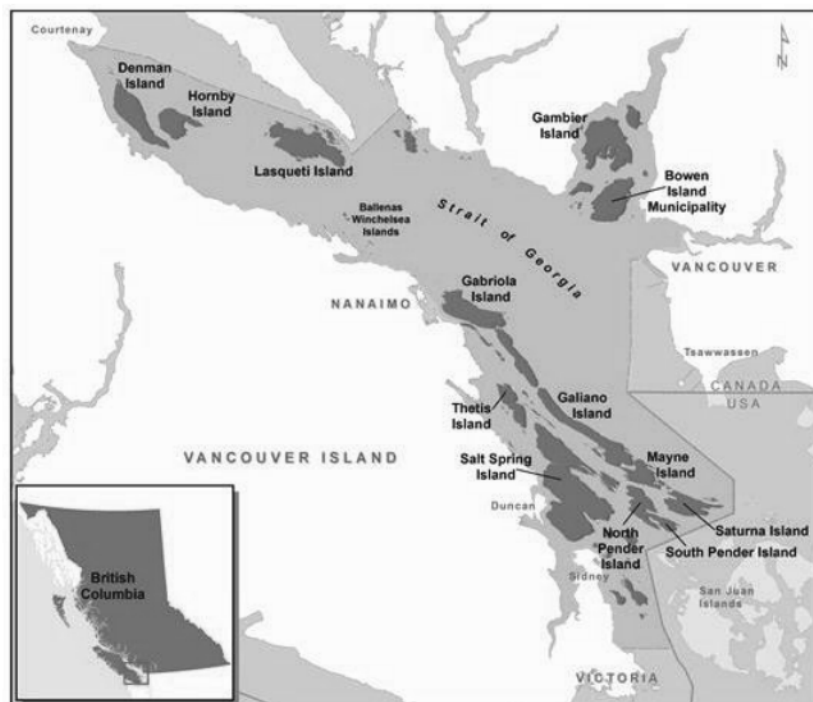 Courtenay
Denman
Island
Hornby
Island
Lasqueti Island
Gambier
Island
Bowen
Island
Municipality
N
Ballenas
Winchelsea
Islands
Strait of Georgia
VANCOUVER
Gabriola
Island
NANAIMO
Tsawwassen
CANADA
USA
Thetis
Island
Galiano
Island
VANCOUVER ISLAND
Salt Spring
Island
Mayne
Island
Duncan
North
Pender
Island
Saturna Island
South Pender Island
Sidney
San Juan
Islands
VICTORIA
British
Columbia